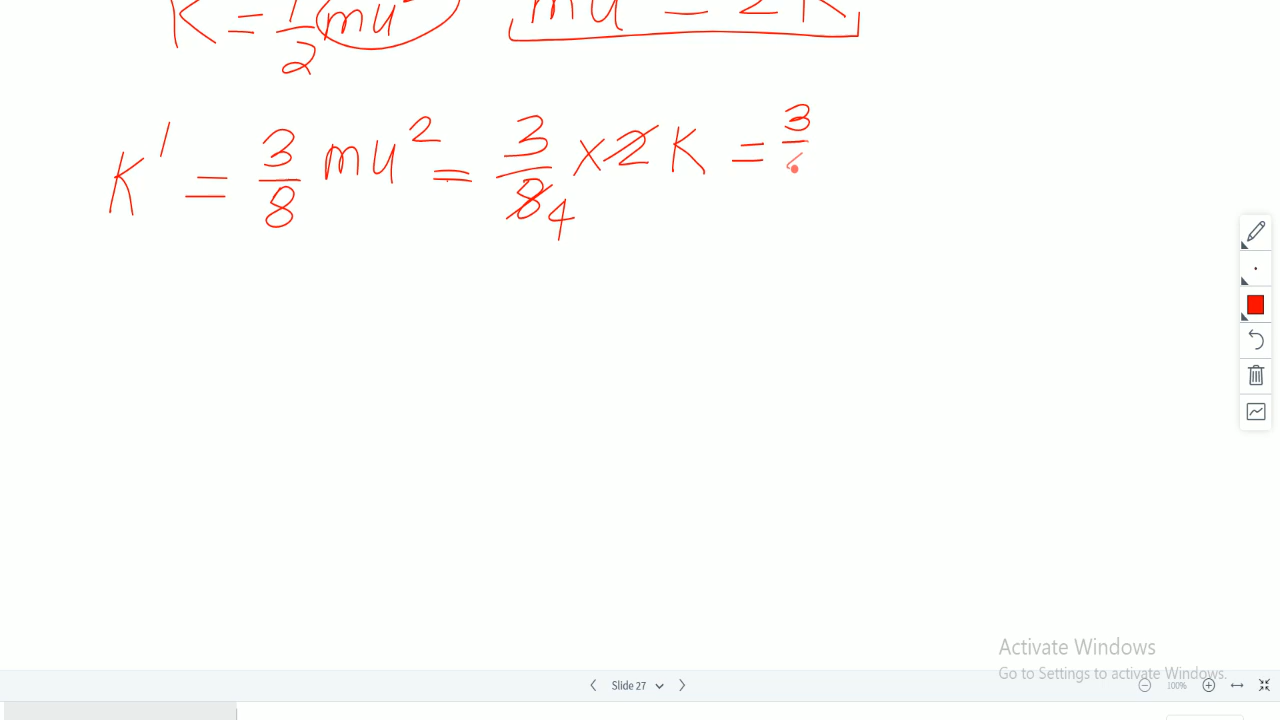 K = 1/2 mu² mu² = 2K
K' = 3/8 mu² = 3/8 4 x 2 K = 3/
Activate Windows
Go to Settings to activate Windows.
Slide 27
100%